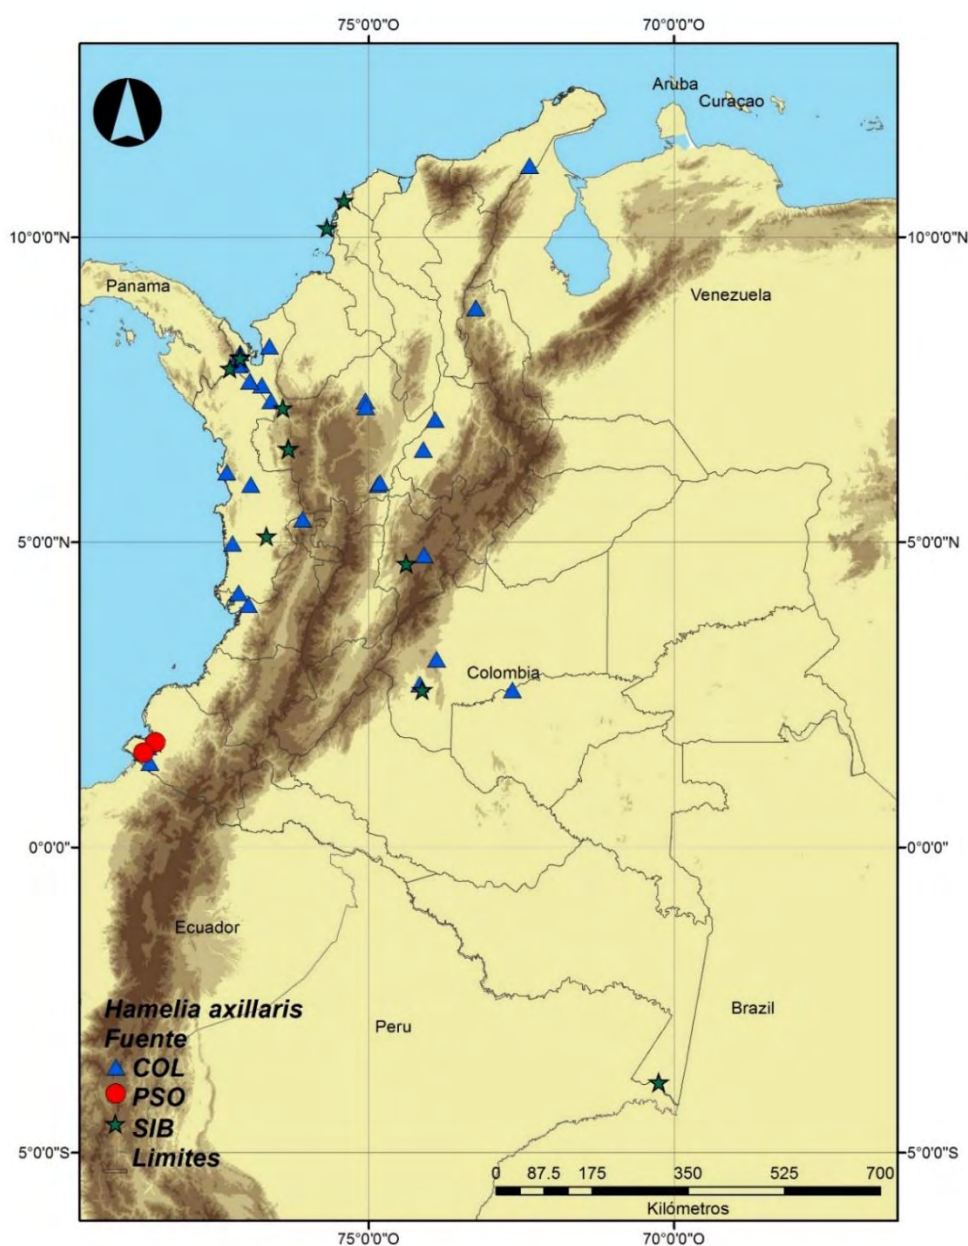 75°0'0"O 70°0'0"O
Aruba
Curaçao
10°0'0"N 10°0'0"N
Panama
Venezuela
5°0'0"N 5°0'0"N
Colombia
0°0'0" 0°0'0"
Ecuador
Hamelia axillaris
Fuente
COL
PSO
SIB
Limites
Peru
Brazil
5°0'0"S 5°0'0"S
0 87.5 175 350 525 700
Kilómetros
75°0'0"O 70°0'0"O